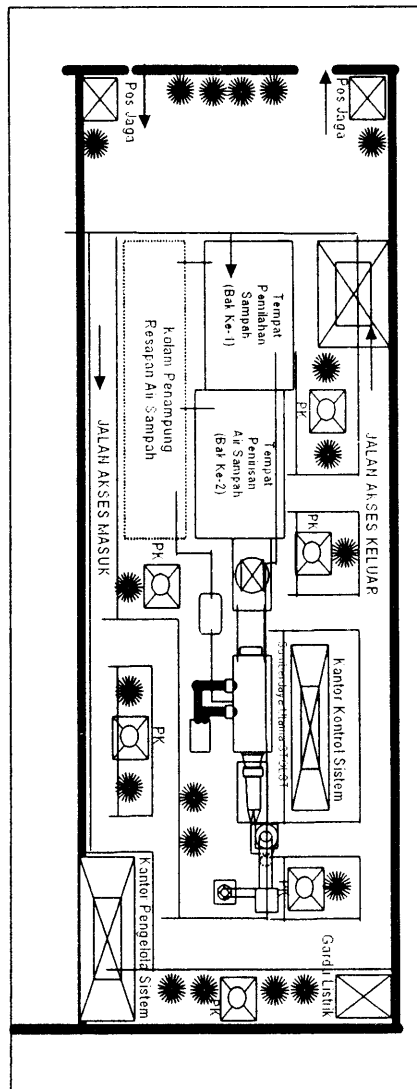 Pos Jaga
Pos Jaga
Tempat
Pemilahan
Sampah
(Bak Ke-1)
kolam Penampung
Resapan Air Sampah
Tempat
Penirisan
Air Sampah
(Bak Ke-2)
JALAN AKSES MASUK
JALAN AKSES KELUAR
PK
PK
PK
PK
PK
Kantor Kontrol Sistem
Kantor Pengelola Sistem
PK
Gardu Listrik